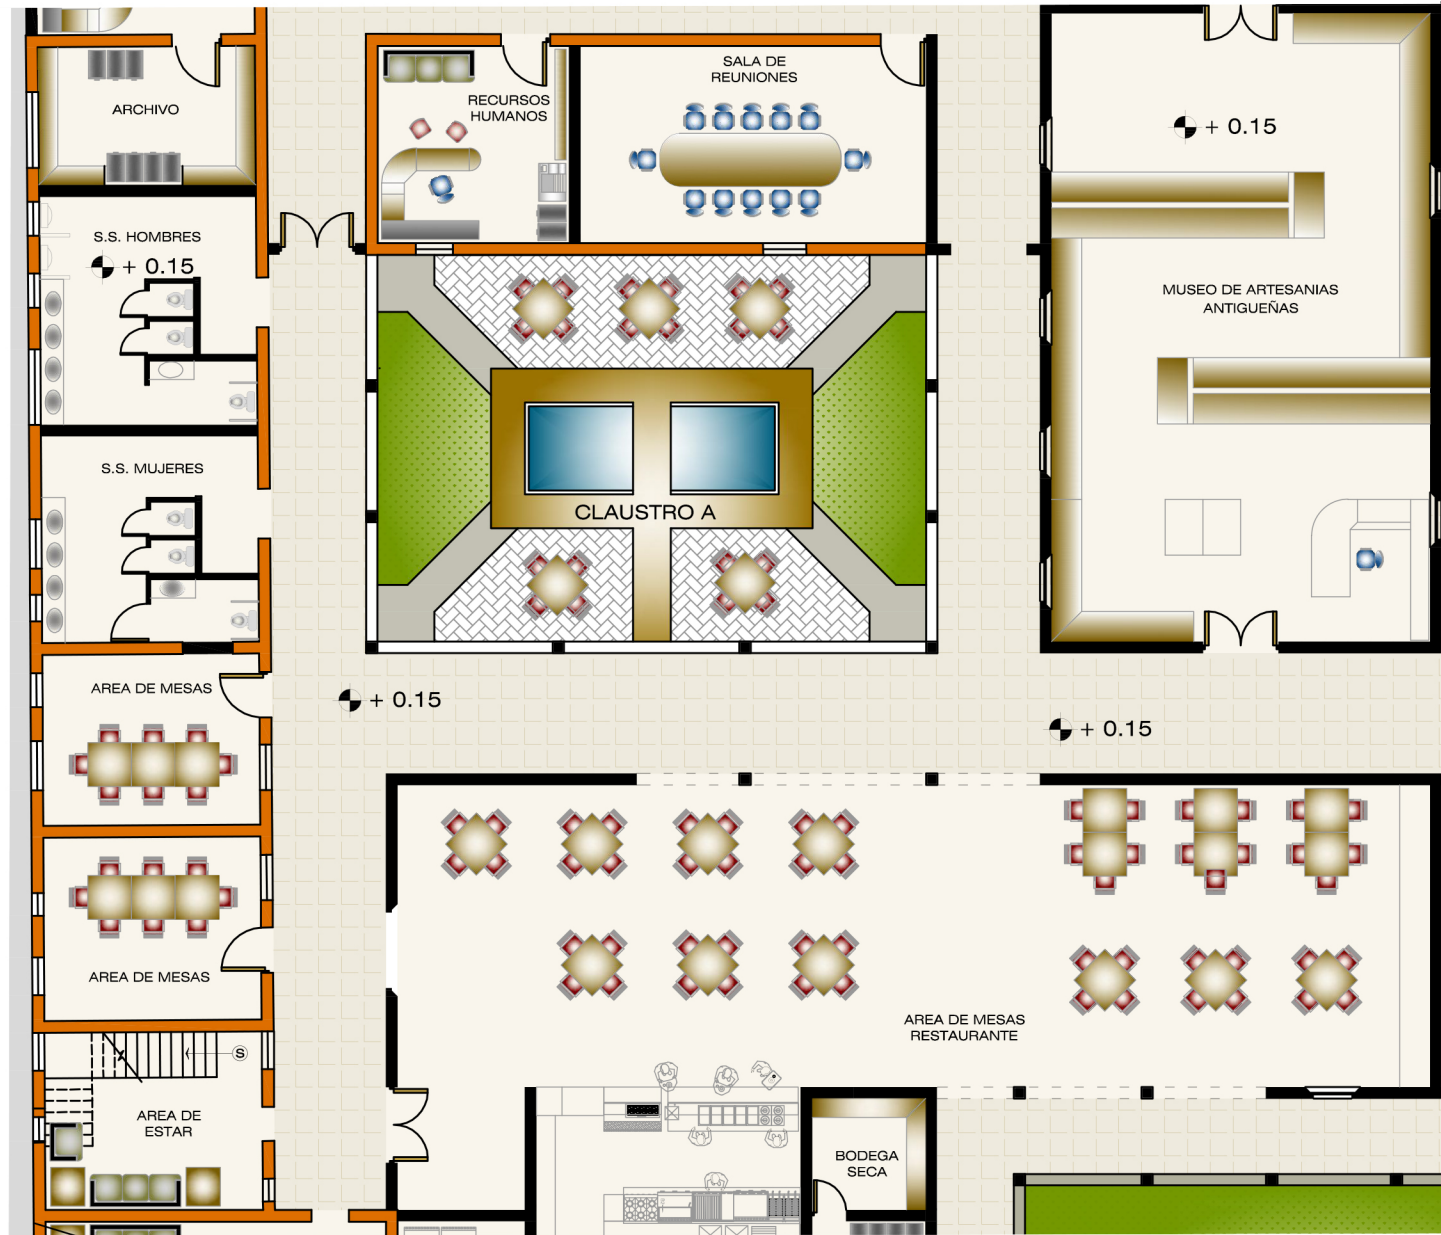 SALA DE
REUNIONES
RECURSOS
HUMANOS
ARCHIVO
+ 0.15
S.S. HOMBRES
+ 0.15
MUSEO DE ARTESANIAS
ANTIGUEÑAS
S.S. MUJERES
CLAUSTRO A
AREA DE MESAS
+ 0.15
+ 0.15
AREA DE MESAS
AREA DE MESAS
RESTAURANTE
S
AREA DE
ESTAR
BODEGA
SECA